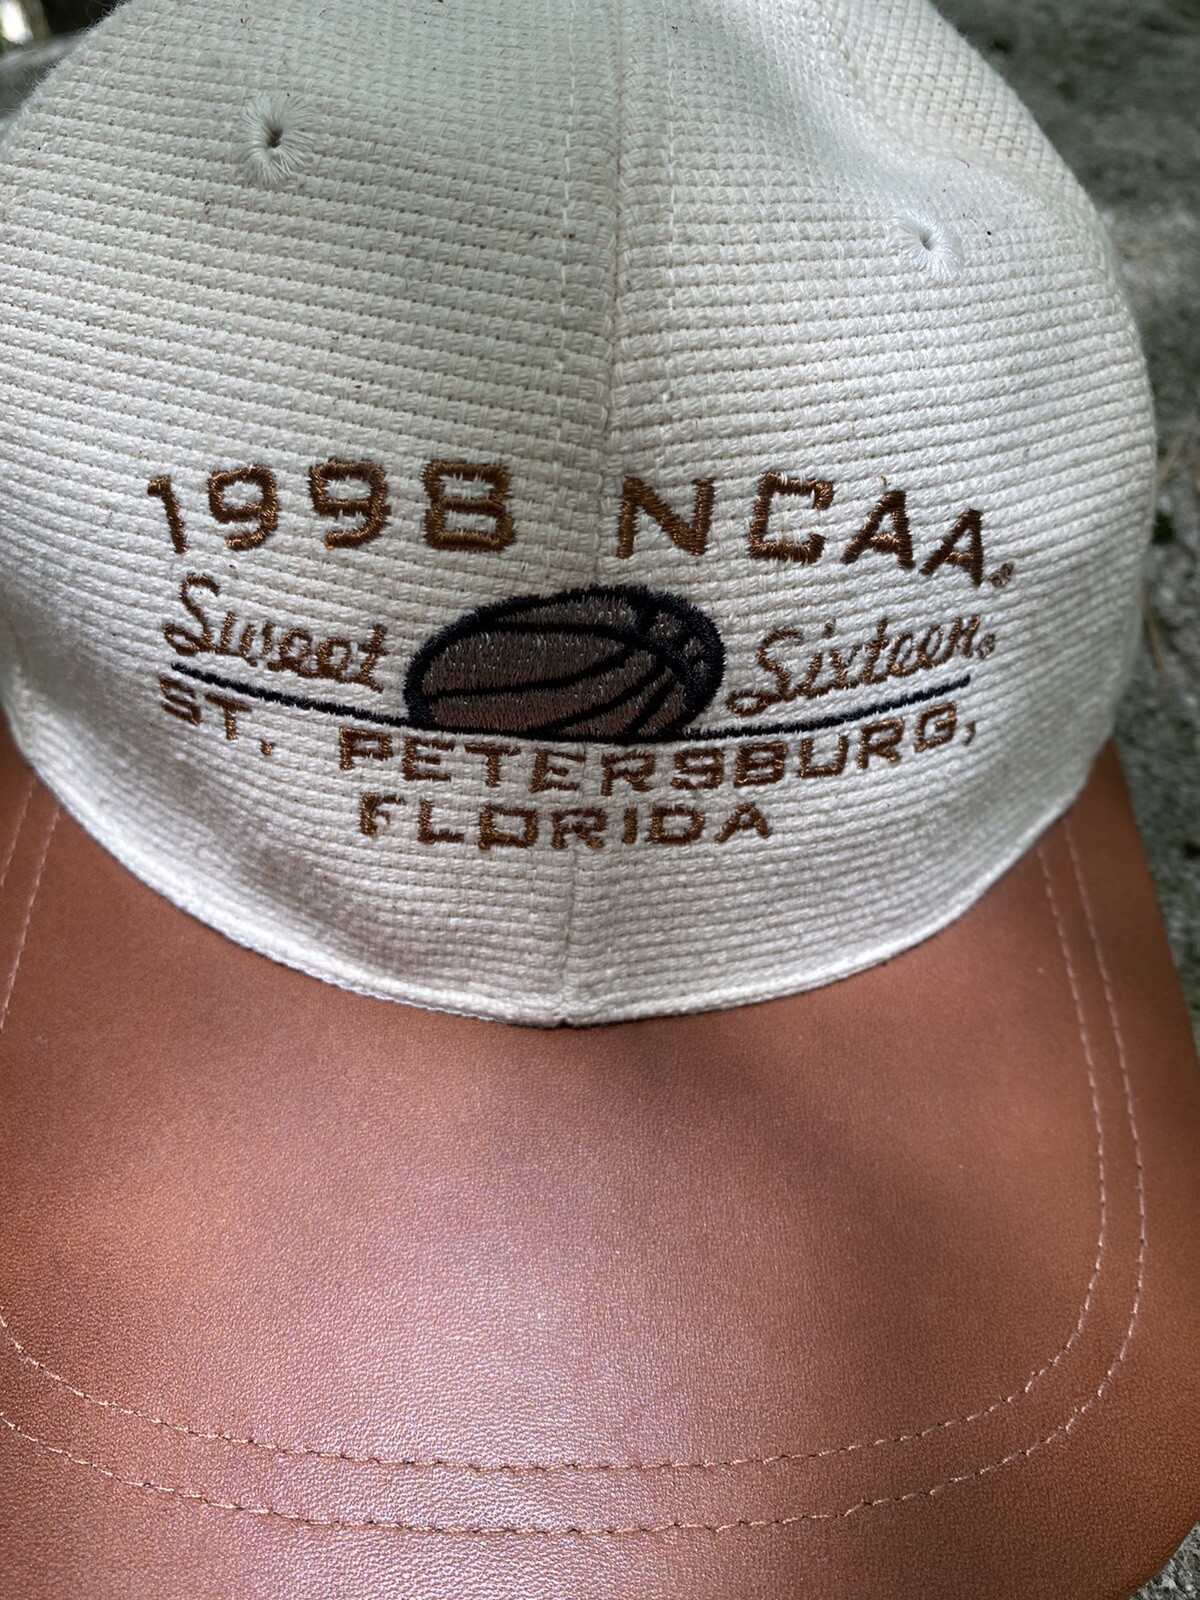 1998 NCAA®
Sweet Sixteen®
ST. PETERSBURG,
FLORIDA